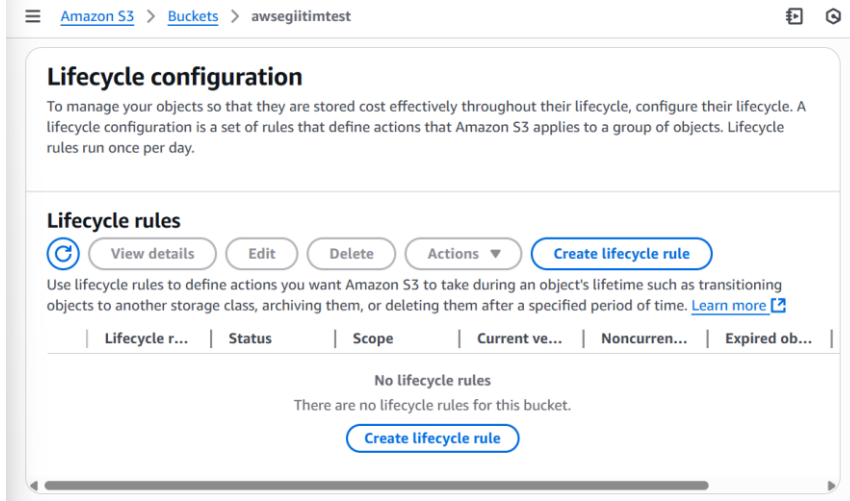 Amazon S3 > Buckets > awsegiitimtest
Lifecycle configuration
To manage your objects so that they are stored cost effectively throughout their lifecycle, configure their lifecycle. A
lifecycle configuration is a set of rules that define actions that Amazon S3 applies to a group of objects. Lifecycle
rules run once per day.
Lifecycle rules
View details Edit Delete Actions Create lifecycle rule
Use lifecycle rules to define actions you want Amazon S3 to take during an object's lifetime such as transitioning
objects to another storage class, archiving them, or deleting them after a specified period of time. Learn more
Lifecycle r... Status Scope Current ve... Noncurren... Expired ob...
No lifecycle rules
There are no lifecycle rules for this bucket.
Create lifecycle rule